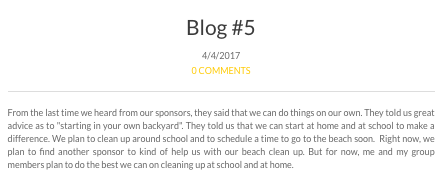 Blog #5
4/4/2017
0 COMMENTS
From the last time we heard from our sponsors, they said that we can do things on our own. They told us great
advice as to "starting in your own backyard". They told us that we can start at home and at school to make a
difference. We plan to clean up around school and to schedule a time to go to the beach soon.  Right now, we
plan to find another sponsor to kind of help us with our beach clean up. But for now, me and my group
members plan to do the best we can on cleaning up at school and at home.